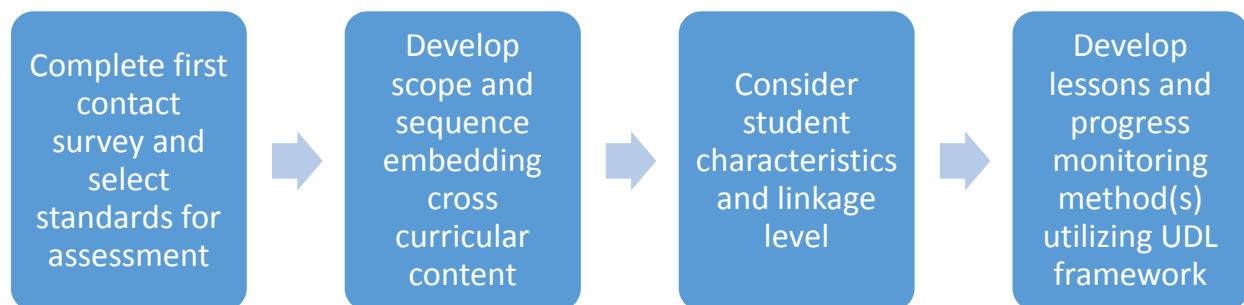 Complete first
contact
survey and
select
standards for
assessment
Develop
scope and
sequence
embedding
cross
curricular
content
Consider
student
characteristics
and linkage
level
Develop
lessons and
progress
monitoring
method(s)
utilizing UDL
framework